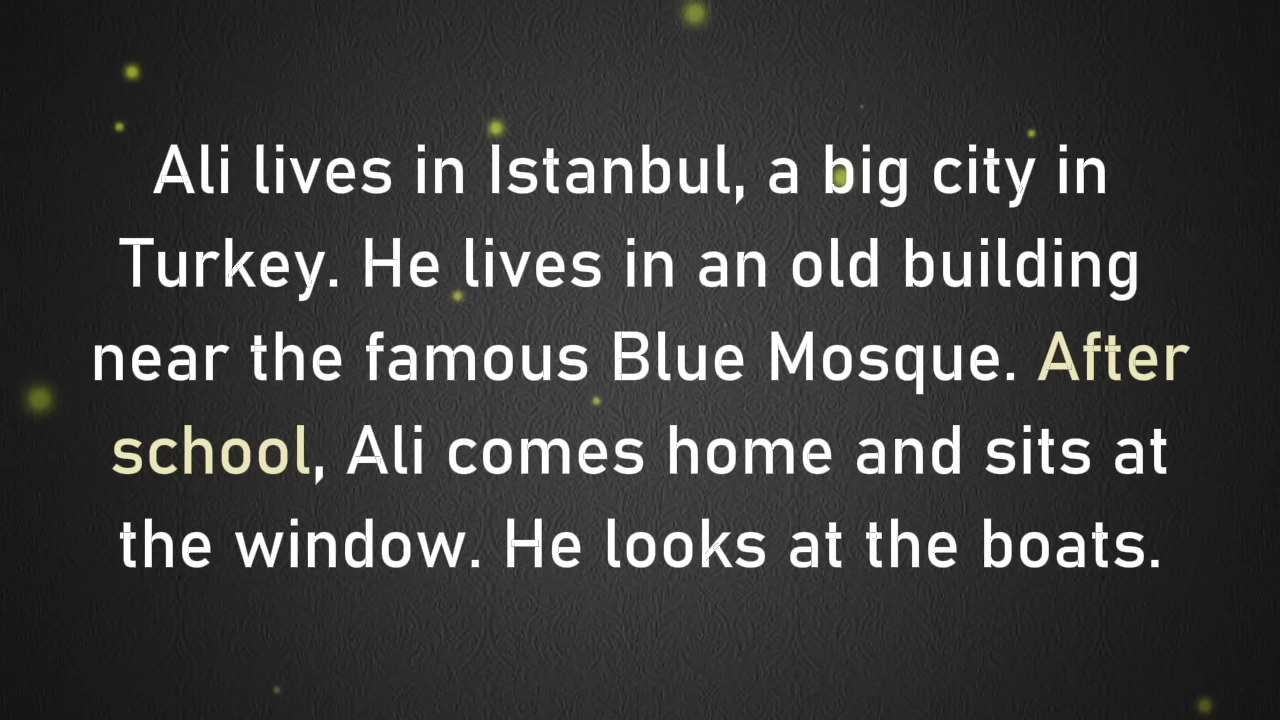 Ali lives in Istanbul, a big city in
Turkey. He lives in an old building
near the famous Blue Mosque. After
school, Ali comes home and sits at
the window. He looks at the boats.